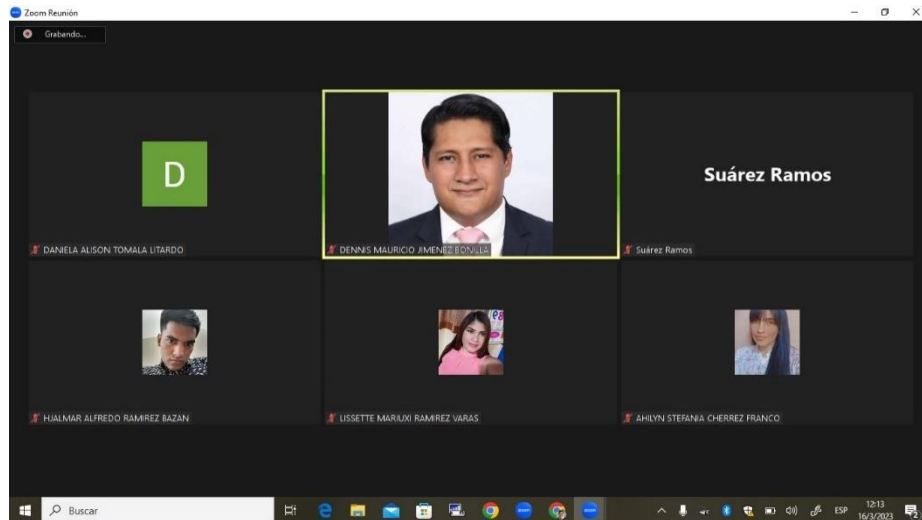 Zoom Reunión
Grabando...
D
Suárez Ramos
DANIELA ALISON TOMALA LITARDO
DENNIS MAURICIO JIMENEZ BONILLA
Suárez Ramos
HJALMAR ALFREDO RAMIREZ BAZAN
LISSETTE MARIUXI RAMIREZ VARAS
AHILYN STEFANIA CHERREZ FRANCO
Buscar
ESP
12:13
16/3/2023